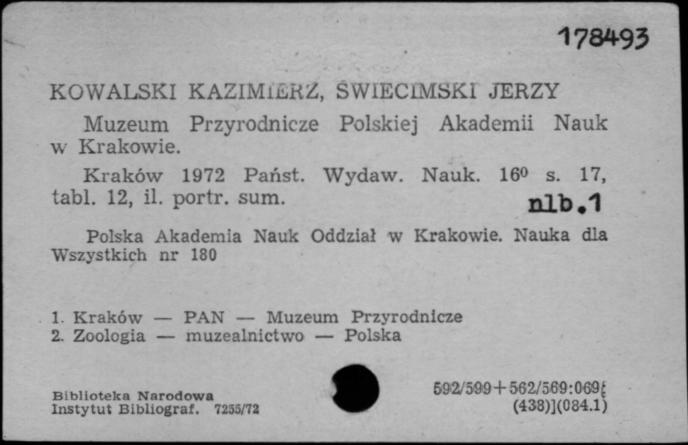 178493
KOWALSKI KAZIMIERZ, SWIECIMSKI JERZY
Muzeum Przyrodnicze Polskiej Akademii Nauk
w Krakowie.
Kraków 1972 Państ. Wydaw. Nauk. 16º s. 17,
tabl. 12, il. portr. sum.
nlb.1
Polska Akademia Nauk Oddział w Krakowie. Nauka dla
Wszystkich nr 180
1. Kraków — PAN — Muzeum Przyrodnicze
2. Zoologia — muzealnictwo — Polska
592/599+562/569:069[
(438)](084.1)
Biblioteka Narodowa
Instytut Bibliograf. 7255/72